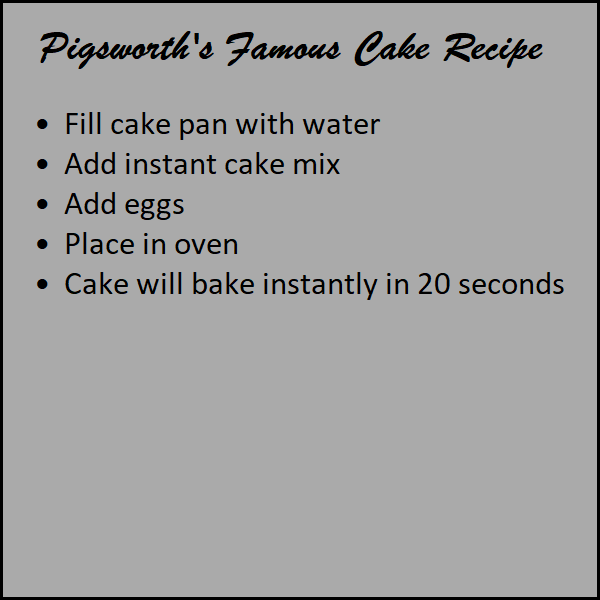 Pigsworth's Famous Cake Recipe
• Fill cake pan with water
• Add instant cake mix
• Add eggs
• Place in oven
• Cake will bake instantly in 20 seconds